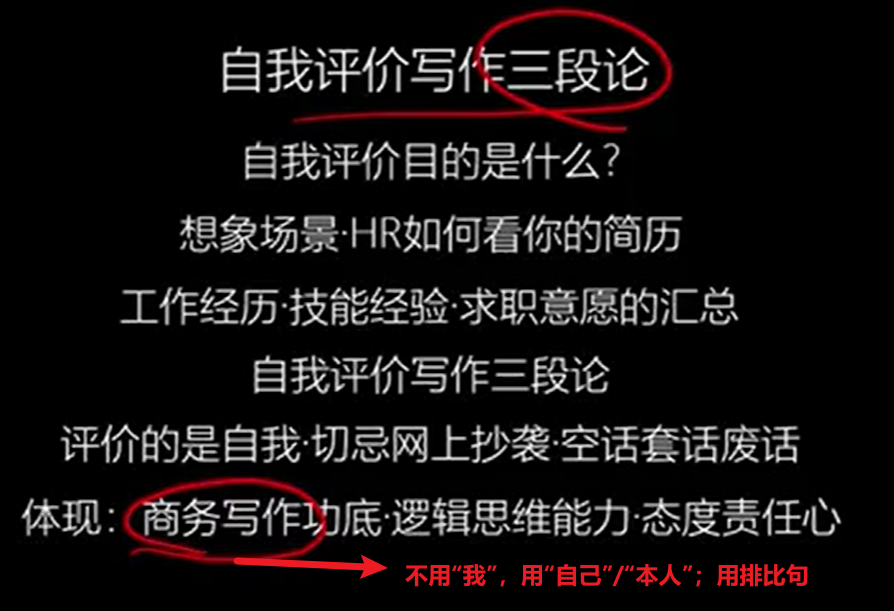 自我评价写作三段论
自我评价目的是什么?
想象场景·HR如何看你的简历
工作经历·技能经验·求职意愿的汇总
自我评价写作三段论
评价的是自我·切忌网上抄袭·空话套话废话
体现：商务写作功底·逻辑思维能力·态度责任心
不用“我”，用“自己”/“本人”；用排比句